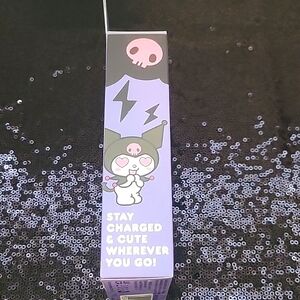 STAY
CHARGED
& CUTE
WHEREVER
YOU GO!